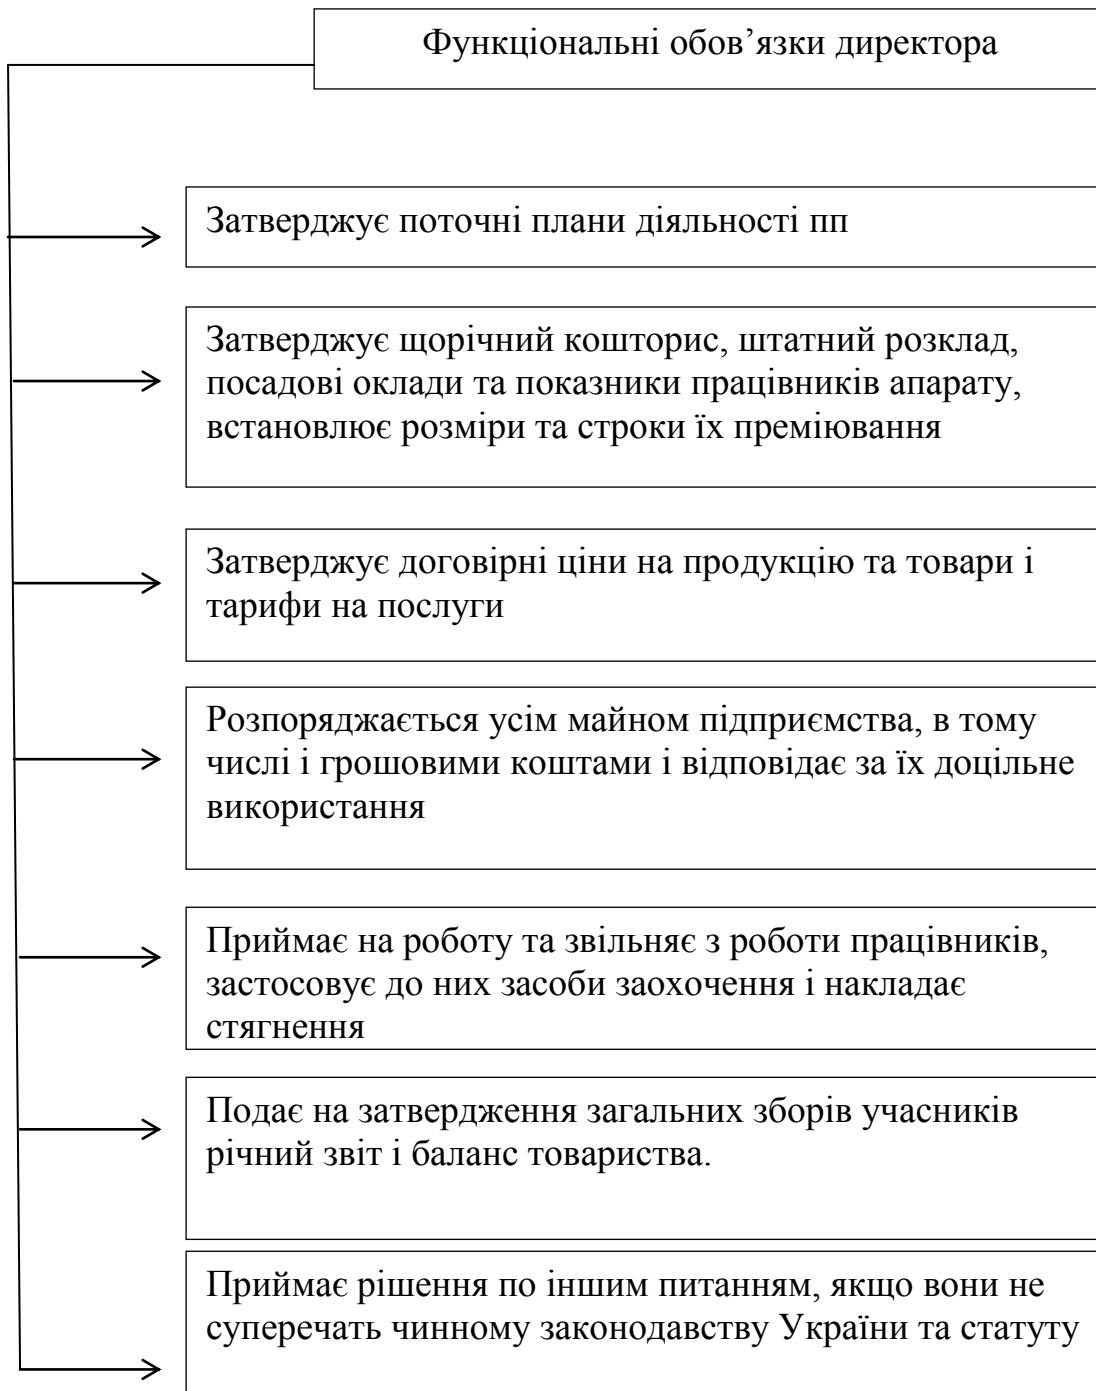 Функціональні обов’язки директора
Затверджує поточні плани діяльності пп
Затверджує щорічний кошторис, штатний розклад,
посадові оклади та показники працівників апарату,
встановлює розміри та строки їх преміювання
Затверджує договірні ціни на продукцію та товари і
тарифи на послуги
Розпоряджається усім майном підприємства, в тому
числі і грошовими коштами і відповідає за їх доцільне
використання
Приймає на роботу та звільняє з роботи працівників,
застосовує до них засоби заохочення і накладає
стягнення
Подає на затвердження загальних зборів учасників
річний звіт і баланс товариства.
Приймає рішення по іншим питанням, якщо вони не
суперечать чинному законодавству України та статуту